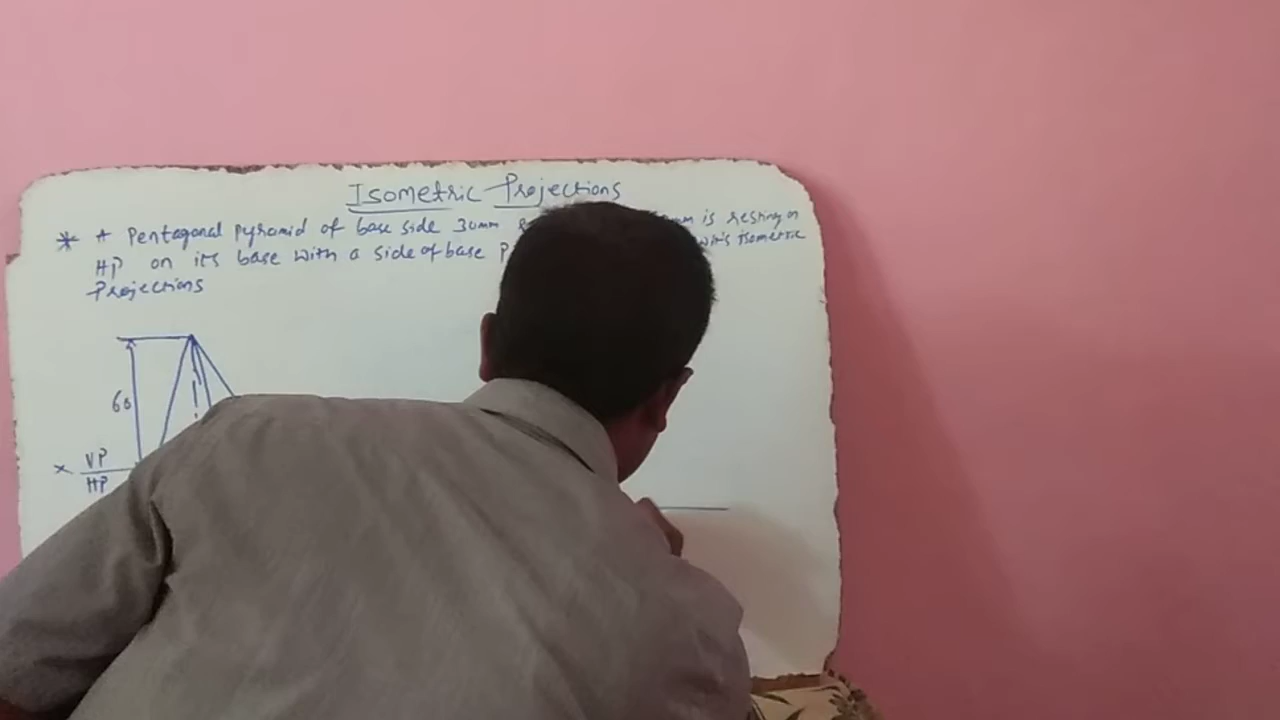 Isometric Projections
* A Pentagonal pyramid of base side 30mm is resting on
HP on its base with a side of base isometric
Projections
60
X VP
HP